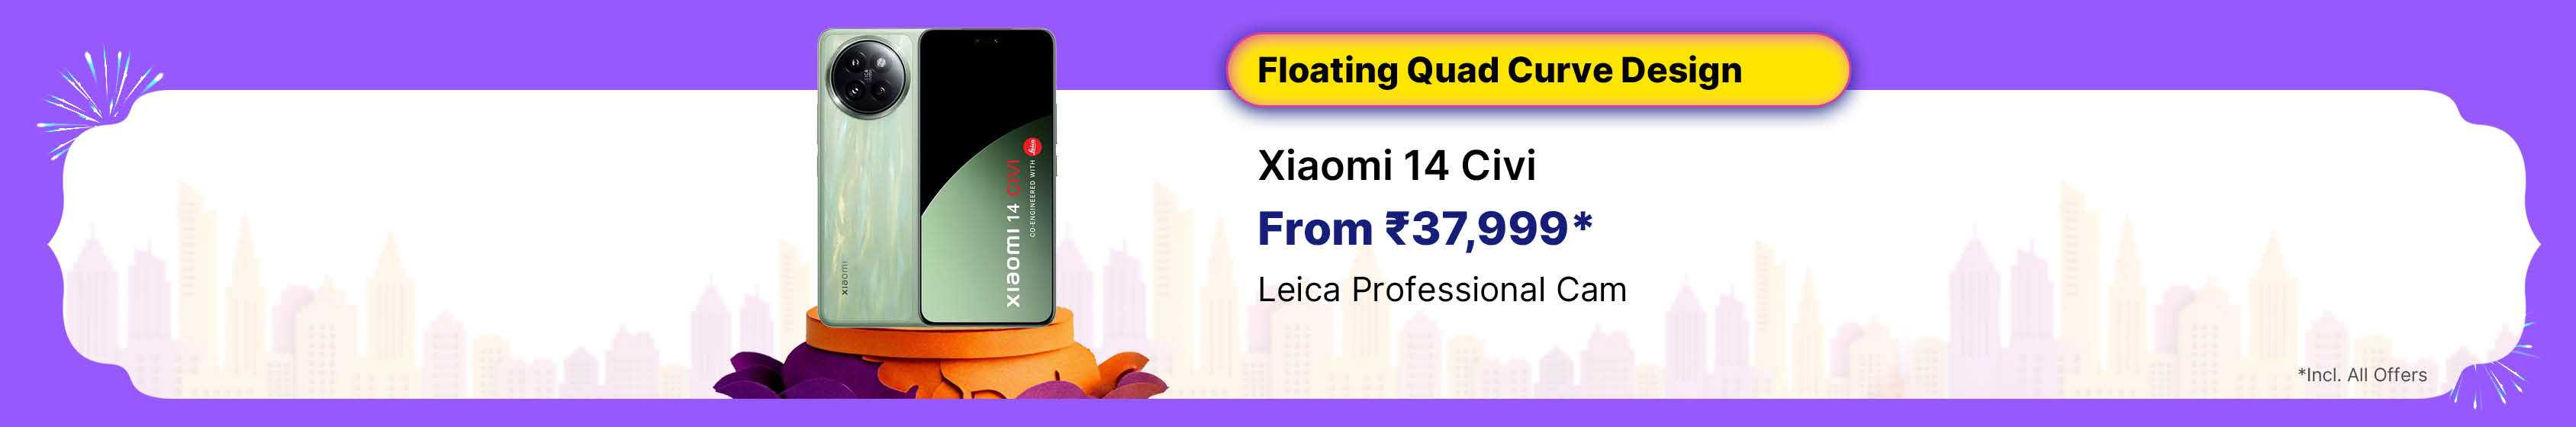 Floating Quad Curve Design
Xiaomi 14 Civi
From ₹37,999*
Leica Professional Cam
*Incl. All Offers
xiaomi
xiaomi 14 CIVI
CO-ENGINEERED WITH Leica